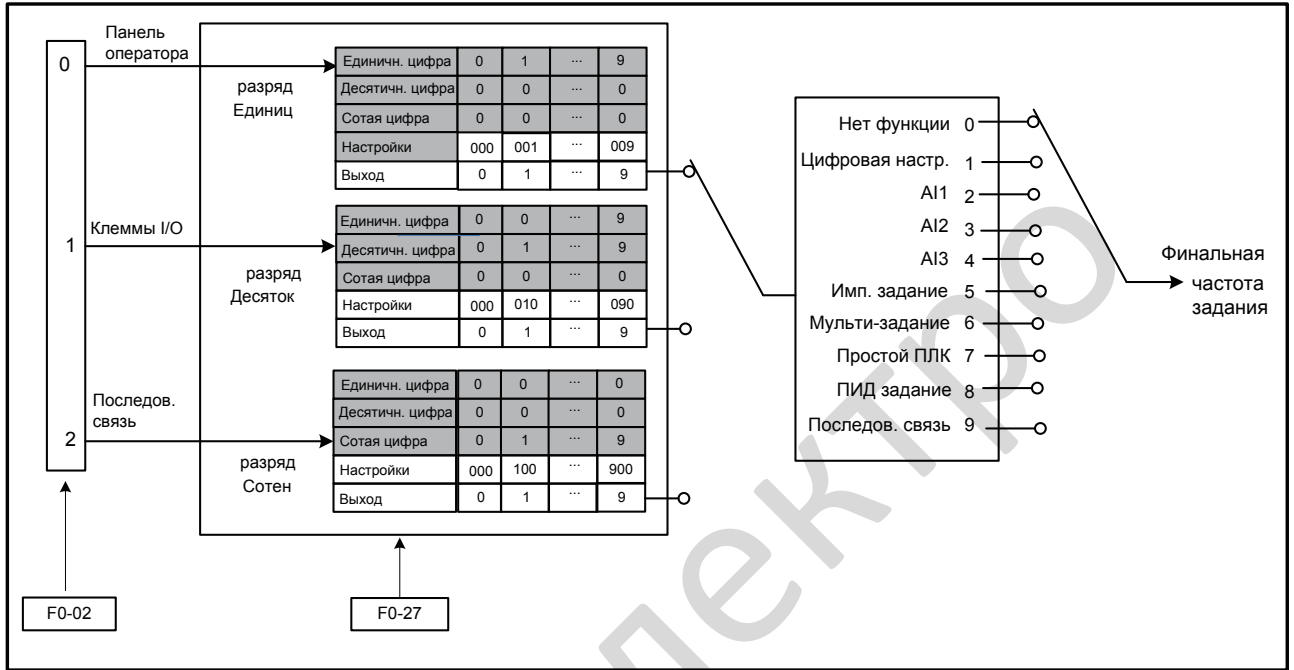 Панель
оператора
0
разряд
Единиц
Единичн. цифра 0 1 ... 9
Десятичн. цифра 0 0 ... 0
Сотая цифра 0 0 ... 0
Настройки 000 001 ... 009
Выход 0 1 ... 9
Клеммы I/O
1
разряд
Десяток
Единичн. цифра 0 0 ... 9
Десятичн. цифра 0 1 ... 9
Сотая цифра 0 0 ... 0
Настройки 000 010 ... 090
Выход 0 1 ... 9
Последов.
связь
2
разряд
Сотен
Единичн. цифра 0 0 ... 0
Десятичн. цифра 0 0 ... 0
Сотая цифра 0 1 ... 9
Настройки 000 100 ... 900
Выход 0 1 ... 9
F0-02
F0-27
Нет функции 0
Цифровая настр. 1
AI1 2
AI2 3
AI3 4
Имп. задание 5
Мульти-задание 6
Простой ПЛК 7
ПИД задание 8
Последов. связь 9
Финальная
частота
задания
лектро